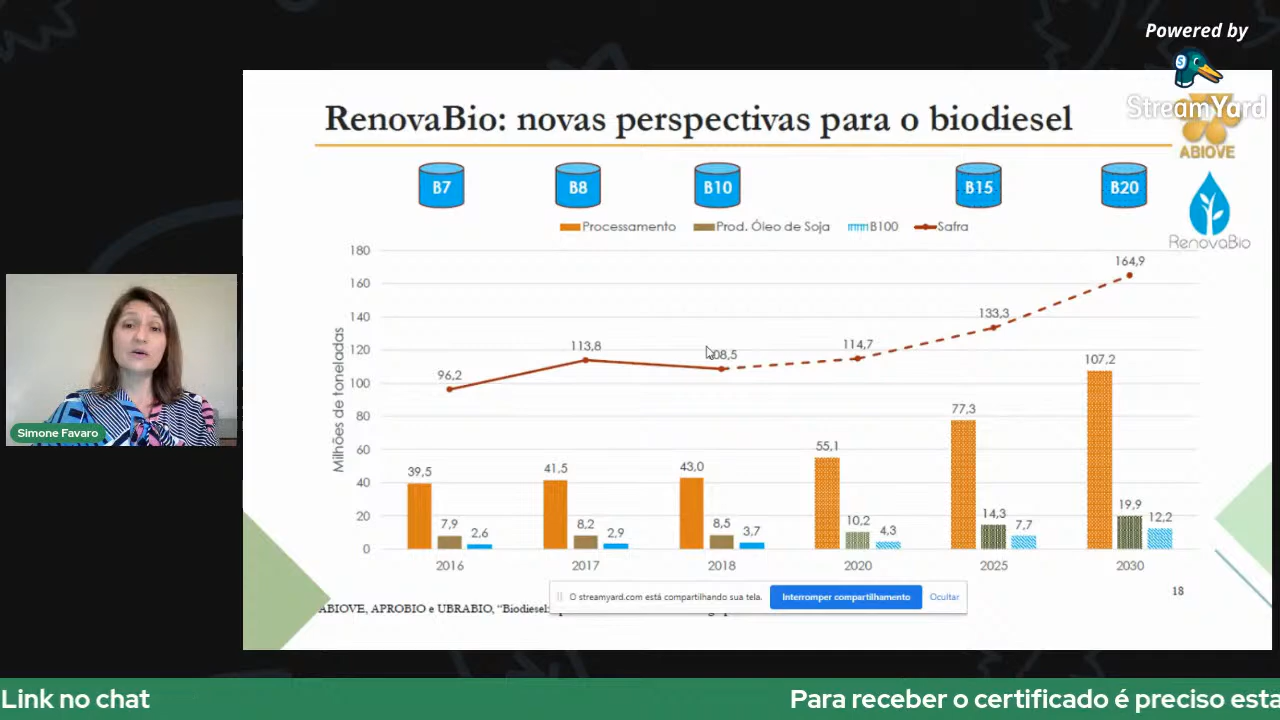 Powered by
StreamYard
RenovaBio: novas perspectivas para o biodiesel
ABIOVE
B7 B8 B10 B15 B20
RenovaBio
Processamento Prod. Óleo de Soja B100 Safra
Milhões de toneladas
180
160
140
120
100
80
60
40
20
0
96,2 113,8 08,5 114,7 133,3 164,9
39,5 7,9 2,6
41,5 8,2 2,9
43,0 8,5 3,7
55,1 10,2 4,3
77,3 14,3 7,7
107,2 19,9 12,2
2016 2017 2018 2020 2025 2030
Simone Favaro
18
O streamyard.com está compartilhando sua tela. Interromper compartilhamento Ocultar
ABIOVE, APROBIO e UBRABIO, “Biodiesel:
Link no chat
Para receber o certificado é preciso esta